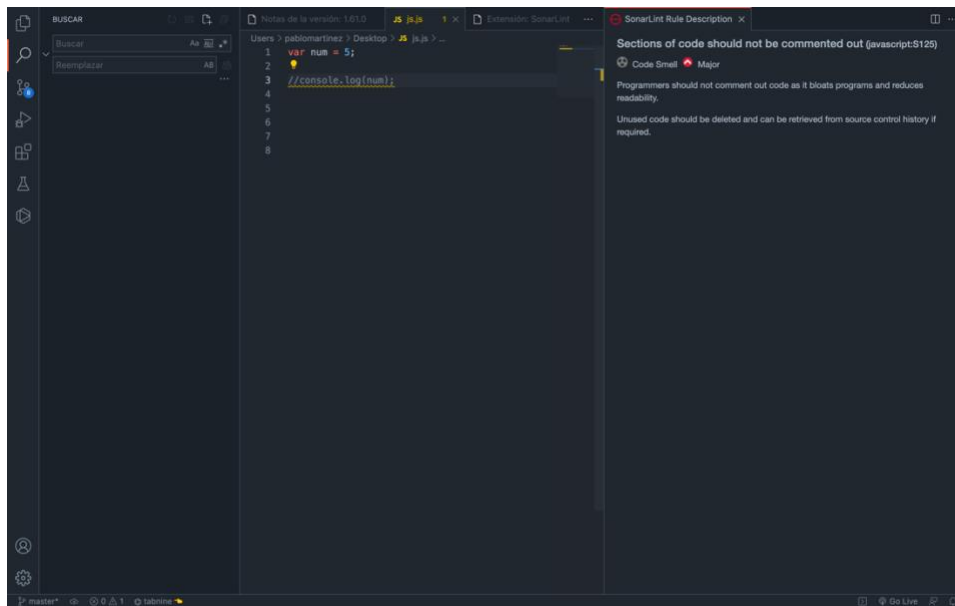 BUSCAR
Buscar
Aa ab .*
Reemplazar
AB
Notas de la versión: 1.61.0
JS js.js 1 ×
Extensión: SonarLint
Users > pablomartinez > Desktop > JS js.js > ...
1 var num = 5;
2
3 //console.log(num);
4
5
6
7
8
SonarLint Rule Description ×
Sections of code should not be commented out (javascript:S125)
Code Smell Major
Programmers should not comment out code as it bloats programs and reduces
readability.
Unused code should be deleted and can be retrieved from source control history if
required.
master* 0 1 tabnine
Go Live